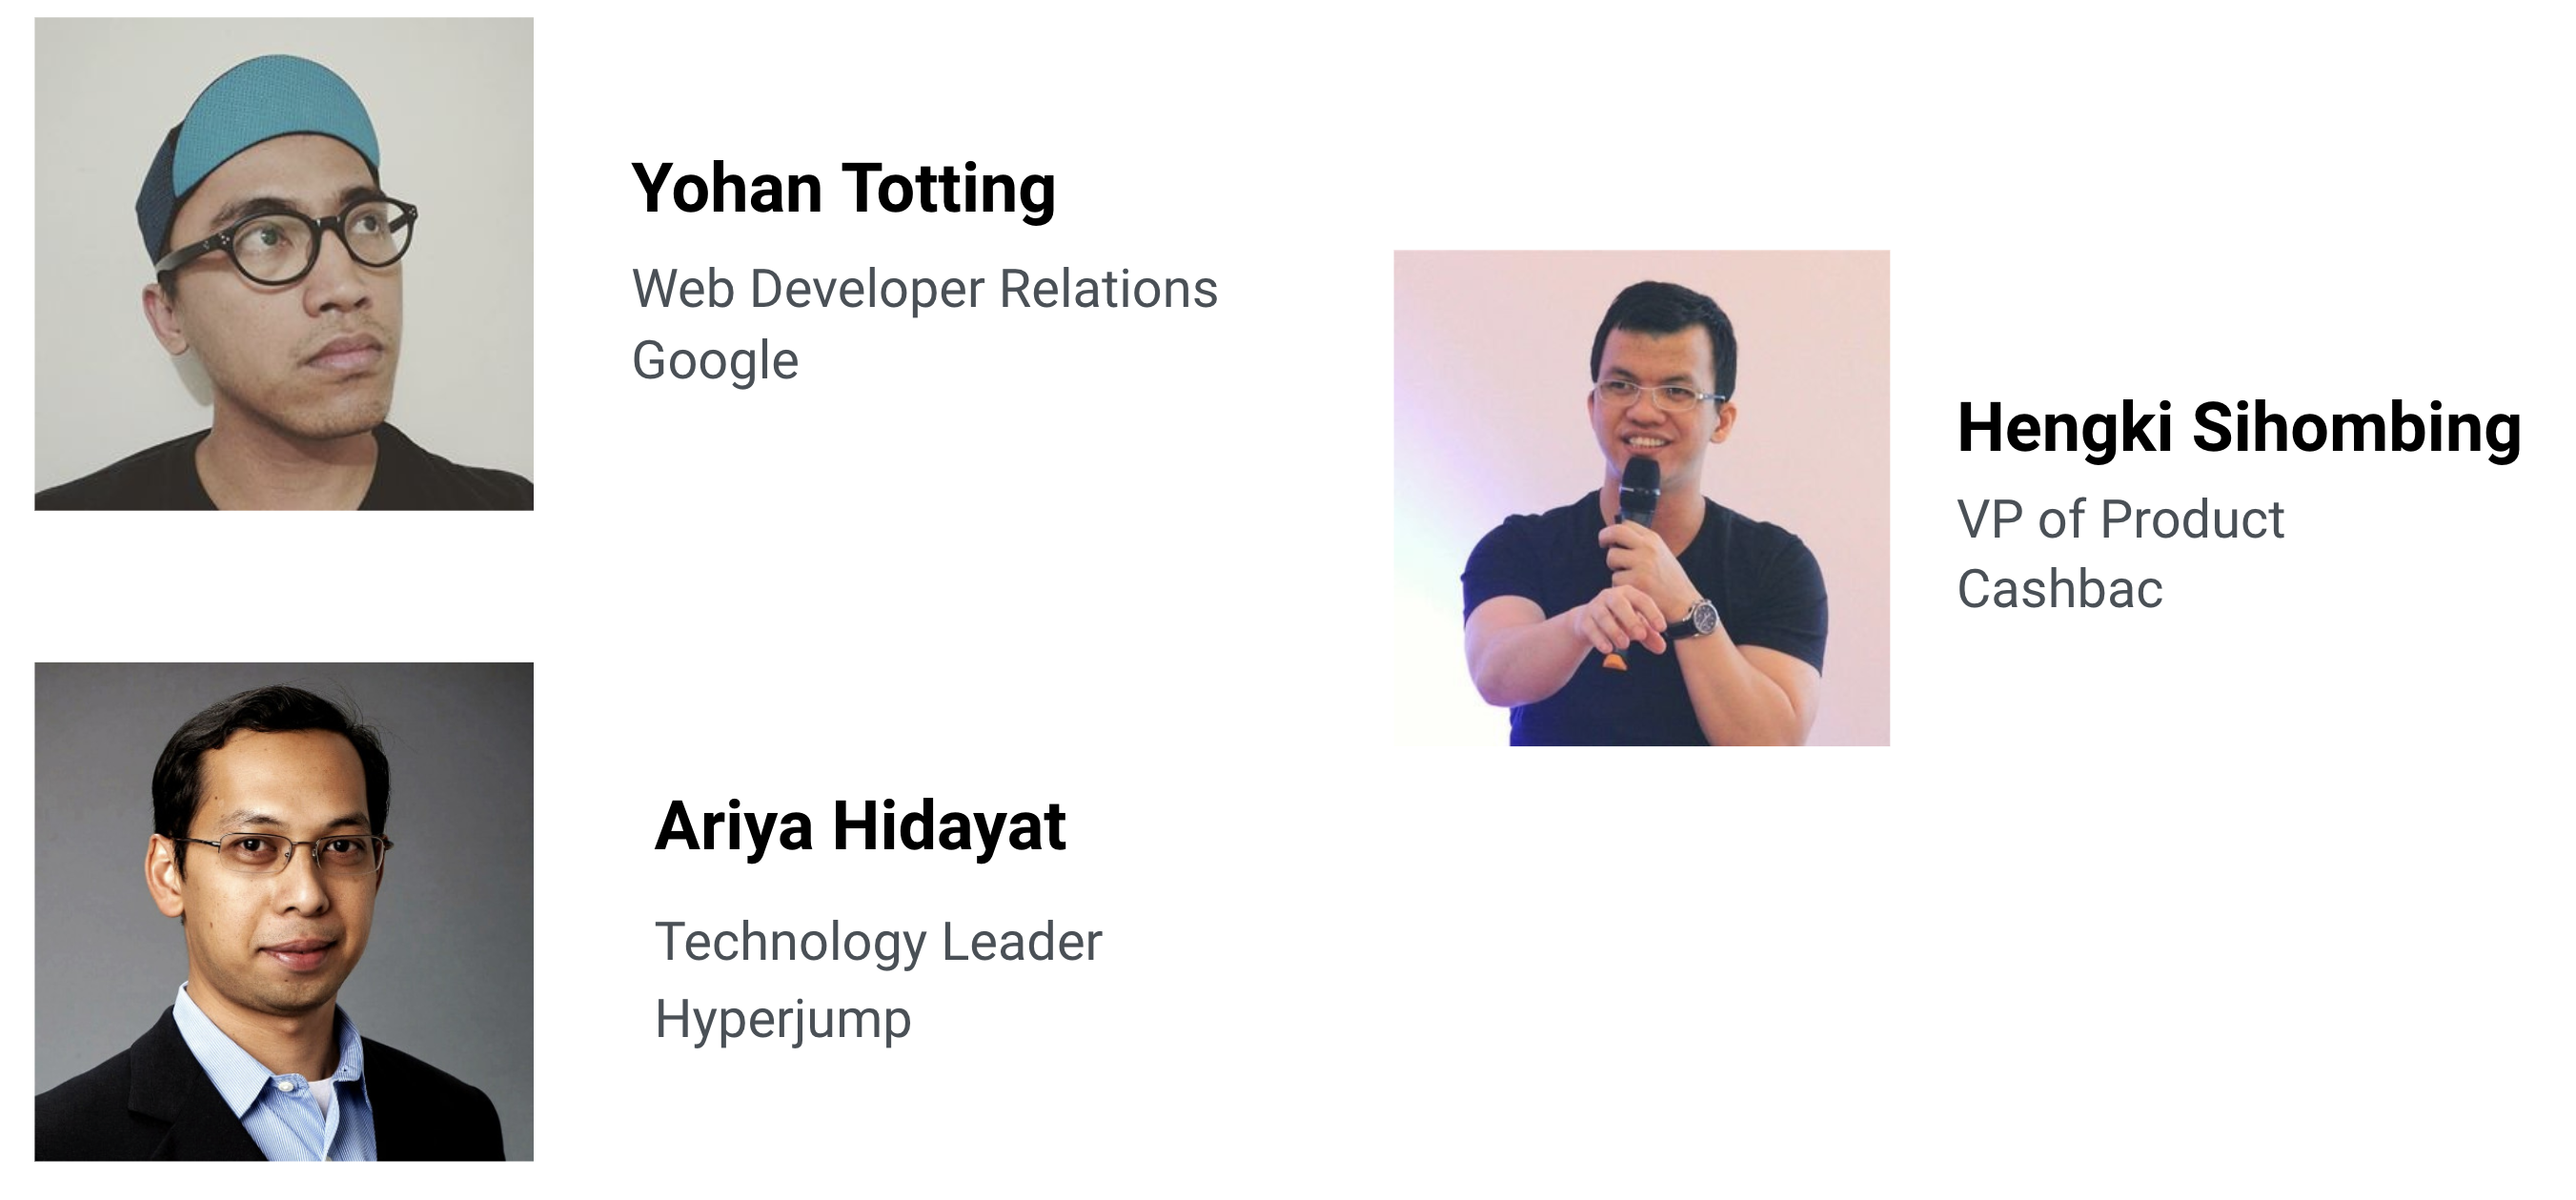 Yohan Totting
Web Developer Relations
Google
Hengki Sihombing
VP of Product
Cashbac
Ariya Hidayat
Technology Leader
Hyperjump